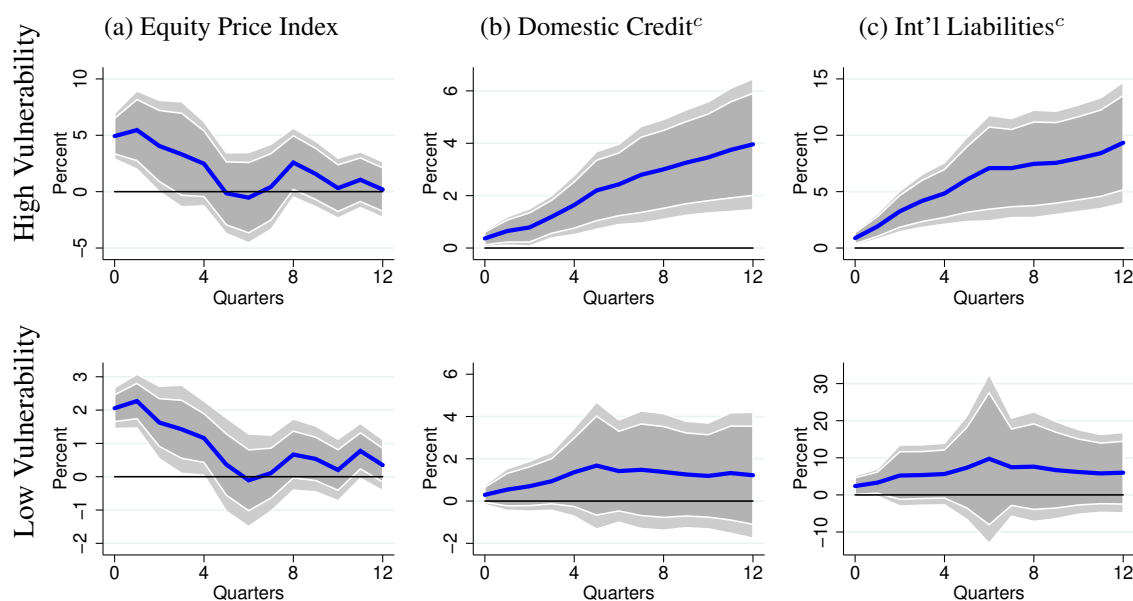 (a) Equity Price Index
(b) Domestic Credit^c
(c) Int'l Liabilities^c
High Vulnerability
Percent
10
5
0
−5
0 4 8 12
Quarters
Percent
6
4
2
0
0 4 8 12
Quarters
Percent
15
10
5
0
0 4 8 12
Quarters
Low Vulnerability
Percent
3
2
1
0
−1
−2
0 4 8 12
Quarters
Percent
6
4
2
0
−2
0 4 8 12
Quarters
Percent
30
20
10
0
−10
0 4 8 12
Quarters